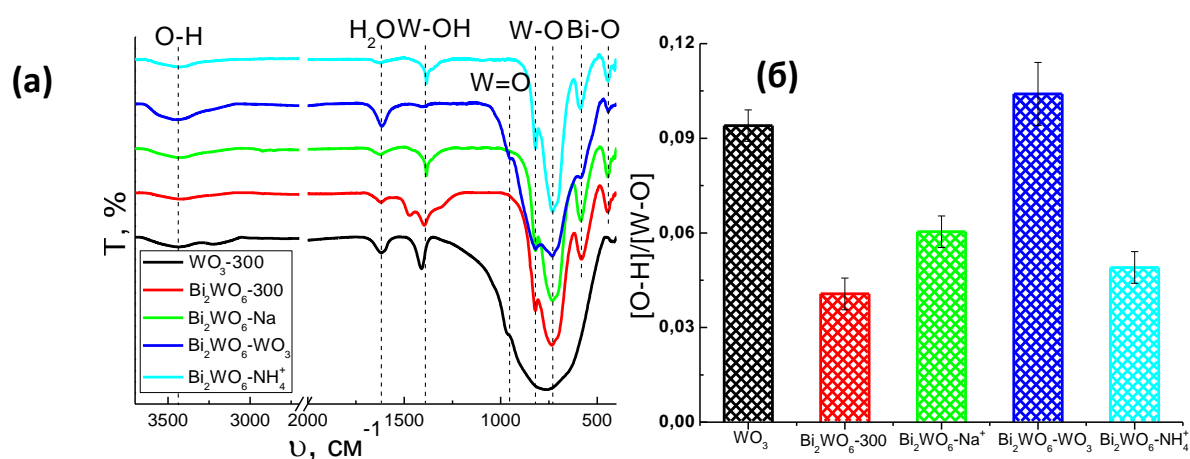 (а)
O-H
H₂O
W-OH
W=O
W-O
Bi-O
T, %
WO₃-300
Bi₂WO₆-300
Bi₂WO₆-Na
Bi₂WO₆-WO₃
Bi₂WO₆-NH₄⁺
3500
3000
2000
1500
1000
500
υ, см⁻¹
(б)
[O-H]/[W-O]
0,12
0,09
0,06
0,03
0,00
WO₃
Bi₂WO₆-300
Bi₂WO₆-Na⁺
Bi₂WO₆-WO₃
Bi₂WO₆-NH₄⁺